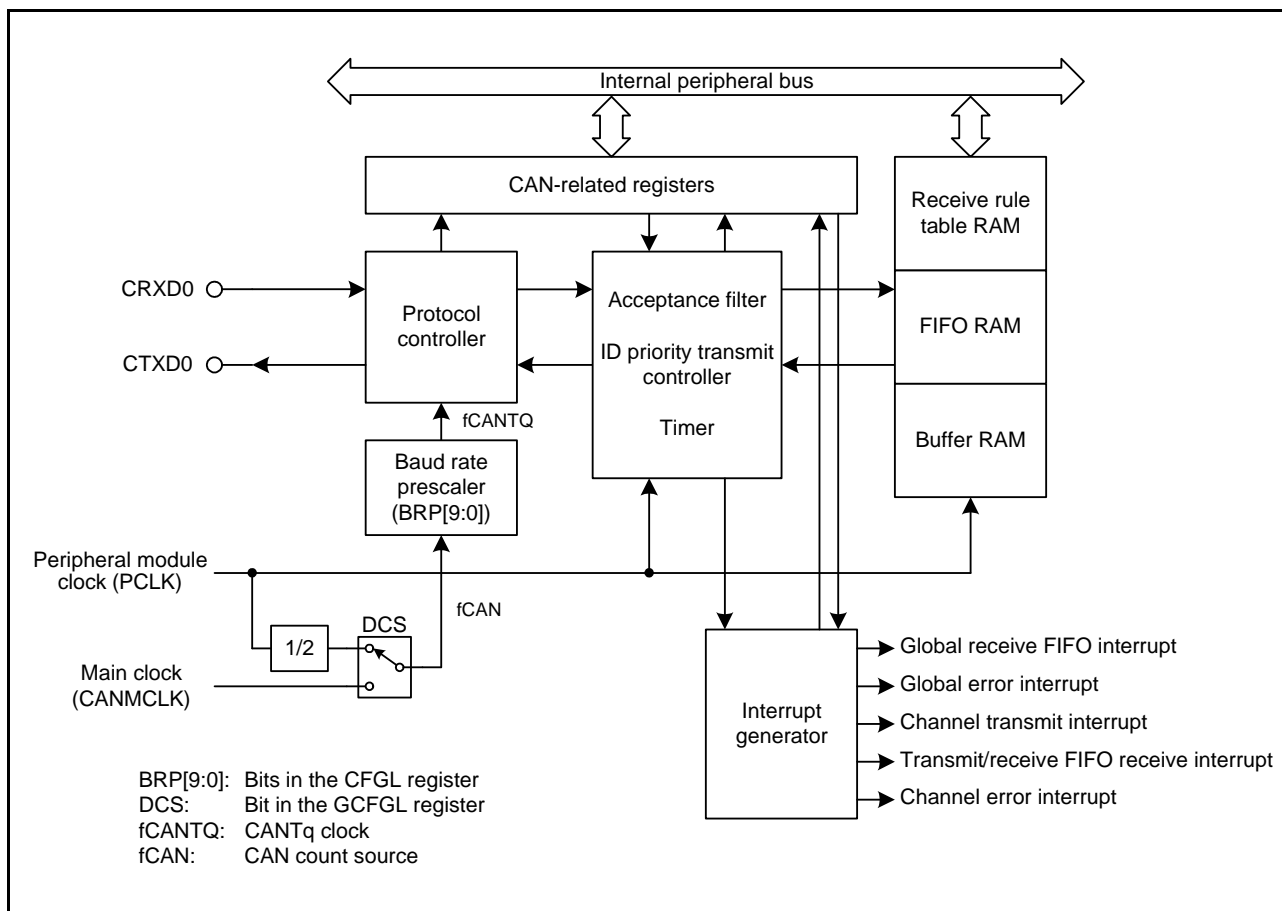 Internal peripheral bus
CAN-related registers
Receive rule
table RAM
FIFO RAM
Buffer RAM
CRXD0
CTXD0
Protocol
controller
Acceptance filter
ID priority transmit
controller
Timer
fCANTQ
Baud rate
prescaler
(BRP[9:0])
Peripheral module
clock (PCLK)
fCAN
DCS
1/2
Main clock
(CANMCLK)
Interrupt
generator
Global receive FIFO interrupt
Global error interrupt
Channel transmit interrupt
Transmit/receive FIFO receive interrupt
Channel error interrupt
BRP[9:0]: Bits in the CFGL register
DCS: Bit in the GCFGL register
fCANTQ: CANTq clock
fCAN: CAN count source